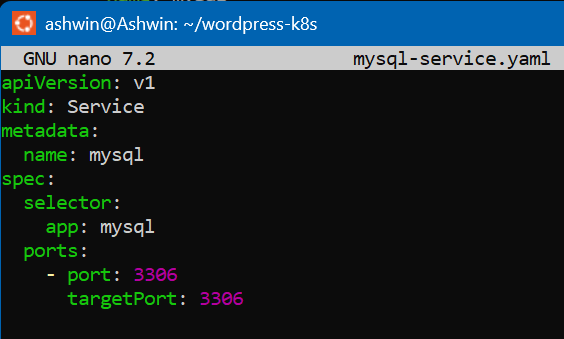 ashwin@Ashwin: ~/wordpress-k8s
GNU nano 7.2 mysql-service.yaml
apiVersion: v1
kind: Service
metadata:
  name: mysql
spec:
  selector:
    app: mysql
  ports:
    - port: 3306
      targetPort: 3306